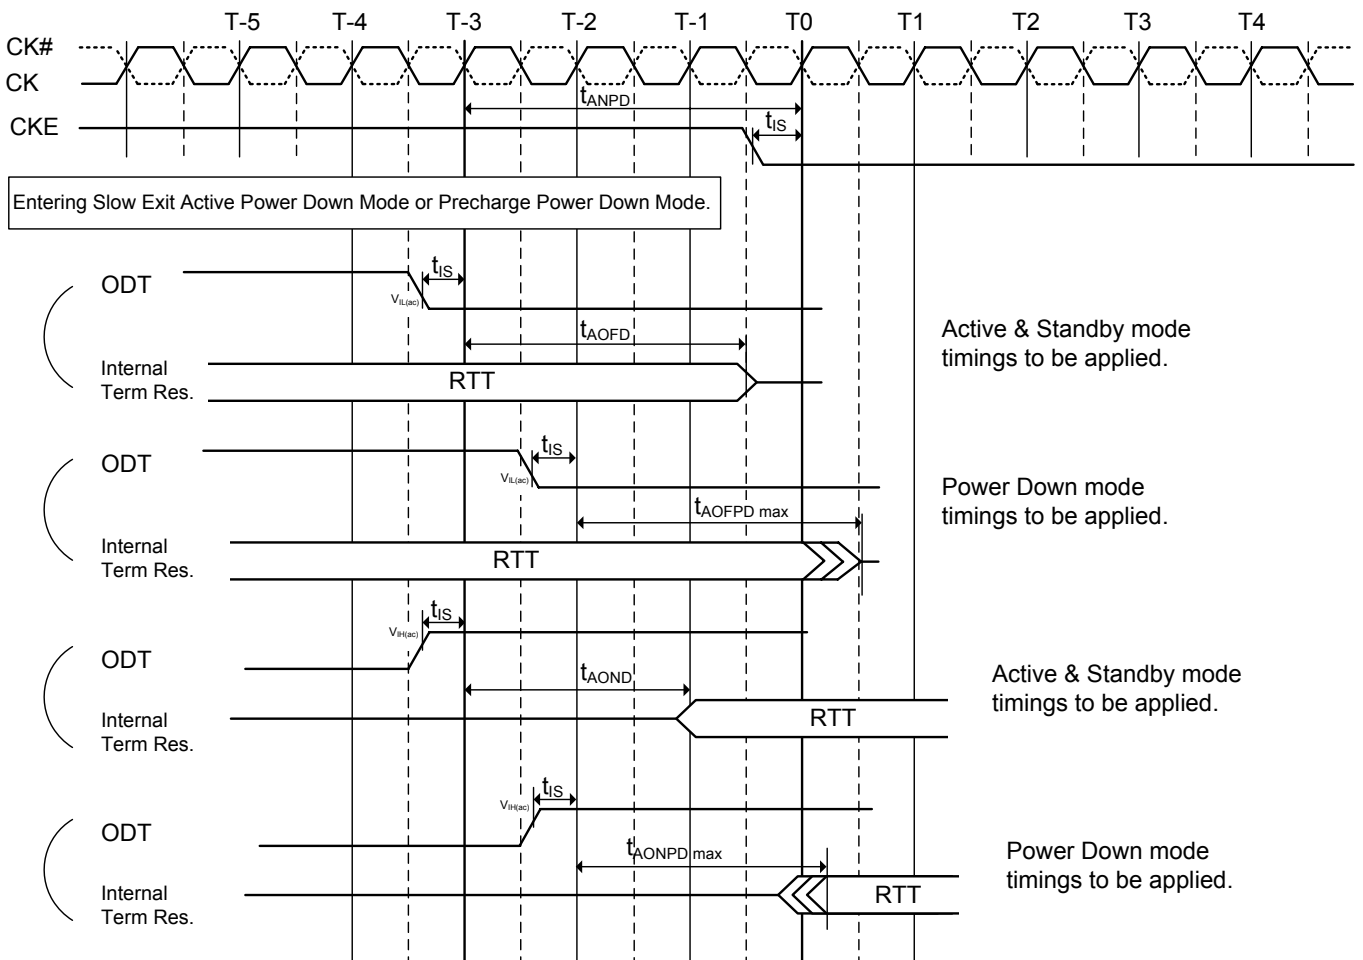 T-5 T-4 T-3 T-2 T-1 T0 T1 T2 T3 T4
CK#
CK
tANPD
CKE
tIS
Entering Slow Exit Active Power Down Mode or Precharge Power Down Mode.
ODT
tIS
VIL(ac)
tAOFD
Internal
Term Res.
RTT
Active & Standby mode
timings to be applied.
ODT
tIS
VIL(ac)
tAOFPD max
Internal
Term Res.
RTT
Power Down mode
timings to be applied.
ODT
tIS
VIH(ac)
tAOND
Internal
Term Res.
RTT
Active & Standby mode
timings to be applied.
ODT
tIS
VIH(ac)
tAONPD max
Internal
Term Res.
RTT
Power Down mode
timings to be applied.